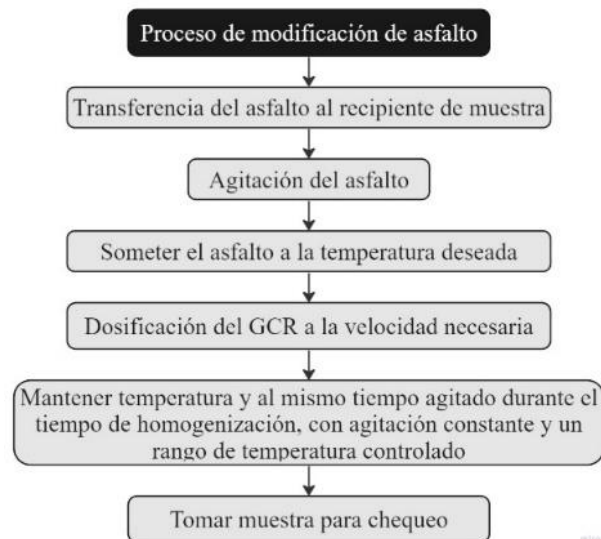 Proceso de modificación de asfalto
Transferencia del asfalto al recipiente de muestra
Agitación del asfalto
Someter el asfalto a la temperatura deseada
Dosificación del GCR a la velocidad necesaria
Mantener temperatura y al mismo tiempo agitado durante el
tiempo de homogenización, con agitación constante y un
rango de temperatura controlado
Tomar muestra para chequeo